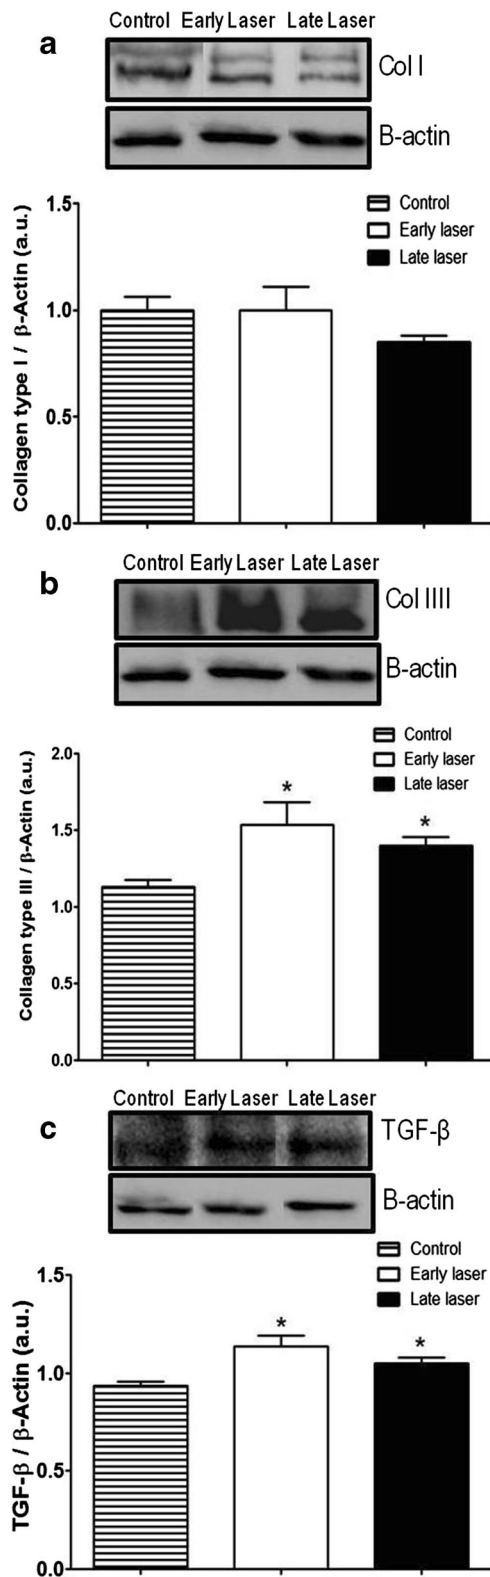 Control Early Laser Late Laser
a
Col I
B-actin
1.5
1.0
0.5
0.0
Collagen type I / β-Actin (a.u.)
Control
Early laser
Late laser
Control Early Laser Late Laser
b
Col IIII
B-actin
2.0
1.5
1.0
0.5
0.0
Collagen type III / β-Actin (a.u.)
Control
Early laser
Late laser
*
*
Control Early Laser Late Laser
c
TGF-β
B-actin
1.5
1.0
0.5
0.0
TGF-β / β-Actin (a.u.)
Control
Early laser
Late laser
*
*